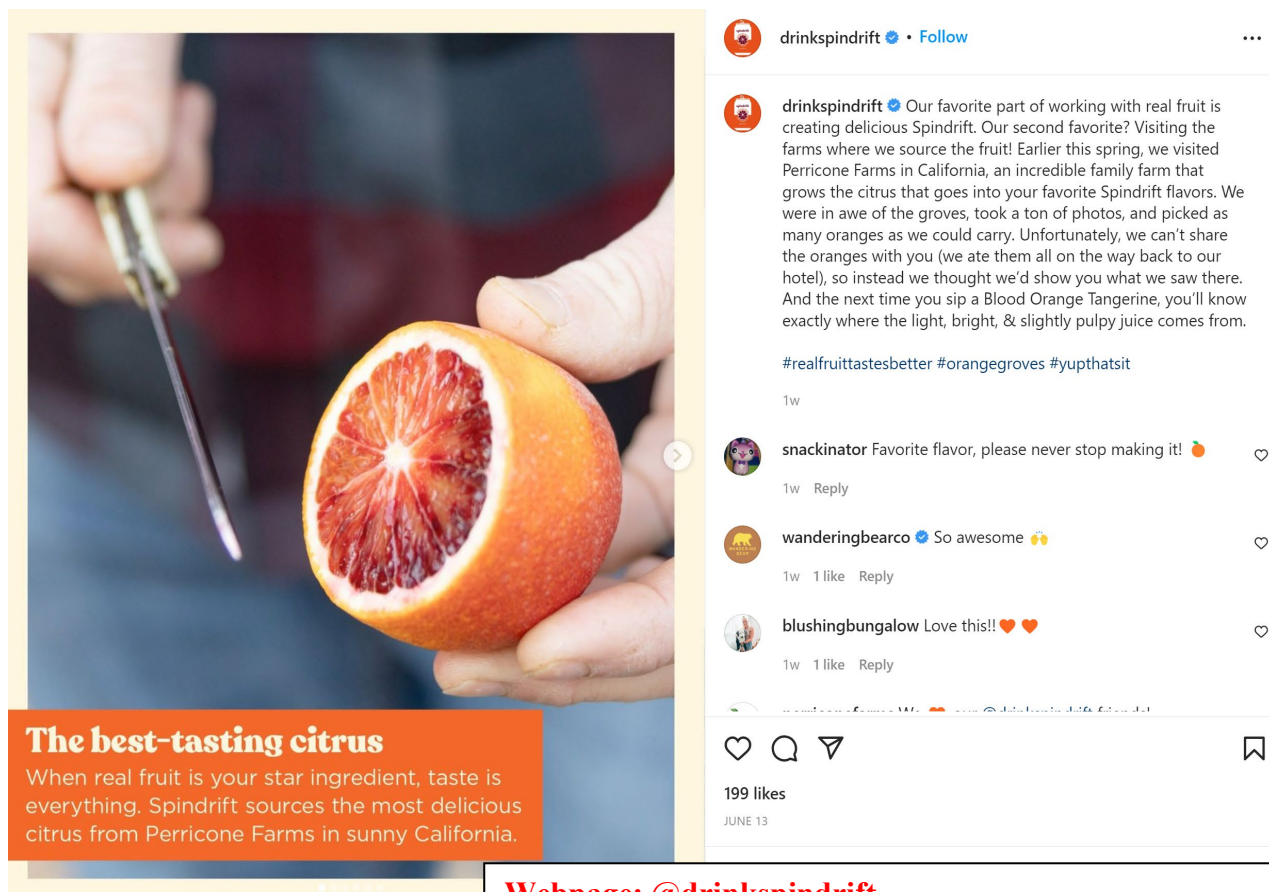 The best-tasting citrus
When real fruit is your star ingredient, taste is
everything. Spindrift sources the most delicious
citrus from Perricone Farms in sunny California.
drinkspindrift • Follow
drinkspindrift Our favorite part of working with real fruit is
creating delicious Spindrift. Our second favorite? Visiting the
farms where we source the fruit! Earlier this spring, we visited
Perricone Farms in California, an incredible family farm that
grows the citrus that goes into your favorite Spindrift flavors. We
were in awe of the groves, took a ton of photos, and picked as
many oranges as we could carry. Unfortunately, we can’t share
the oranges with you (we ate them all on the way back to our
hotel), so instead we thought we’d show you what we saw there.
And the next time you sip a Blood Orange Tangerine, you’ll know
exactly where the light, bright, & slightly pulpy juice comes from.
#realfruittastesbetter #orangegroves #yupthatsit
1w
snackinator Favorite flavor, please never stop making it! 🍊
1w Reply
wanderingbearco So awesome 🙌
1w 1 like Reply
blushingbungalow Love this!! 🧡 🧡
1w 1 like Reply
perriconefarms We 🧡 our @drinkspindrift friends!
199 likes
JUNE 13
Webpage: @drinkspindrift